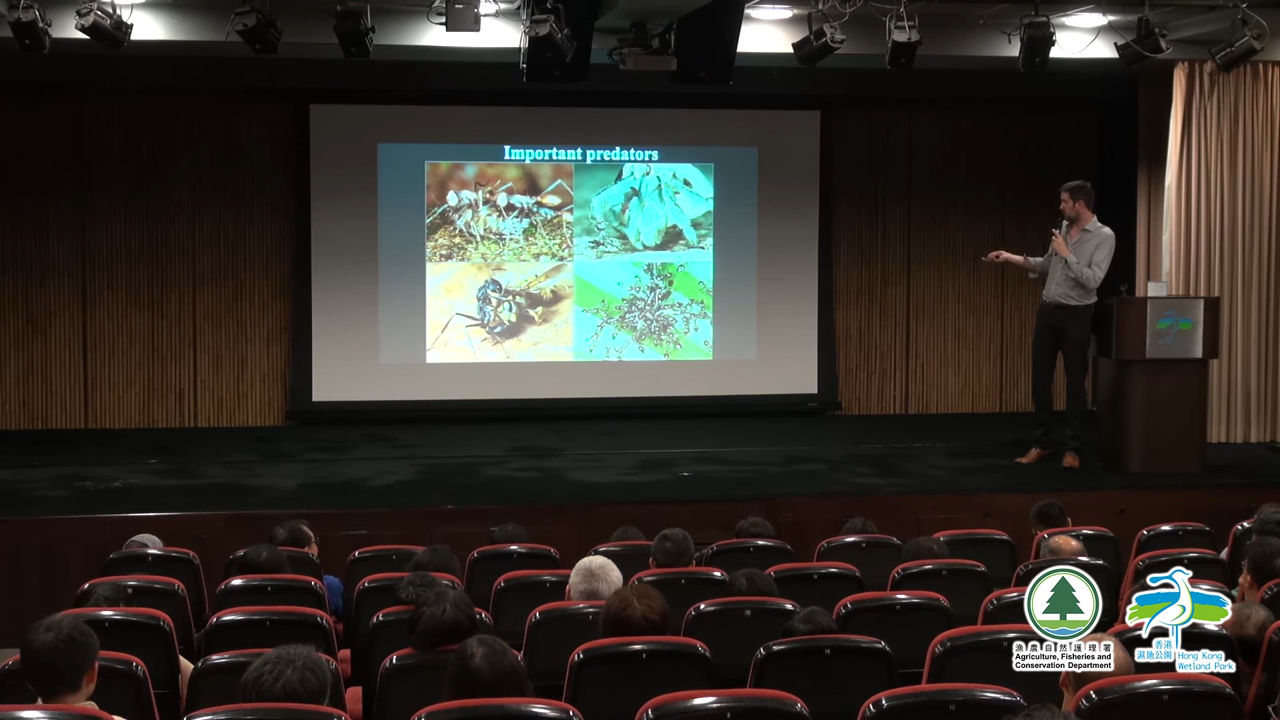 Important predators
漁農自然護理署
Agriculture, Fisheries and
Conservation Department
香港
濕地公園
Hong Kong
Wetland Park